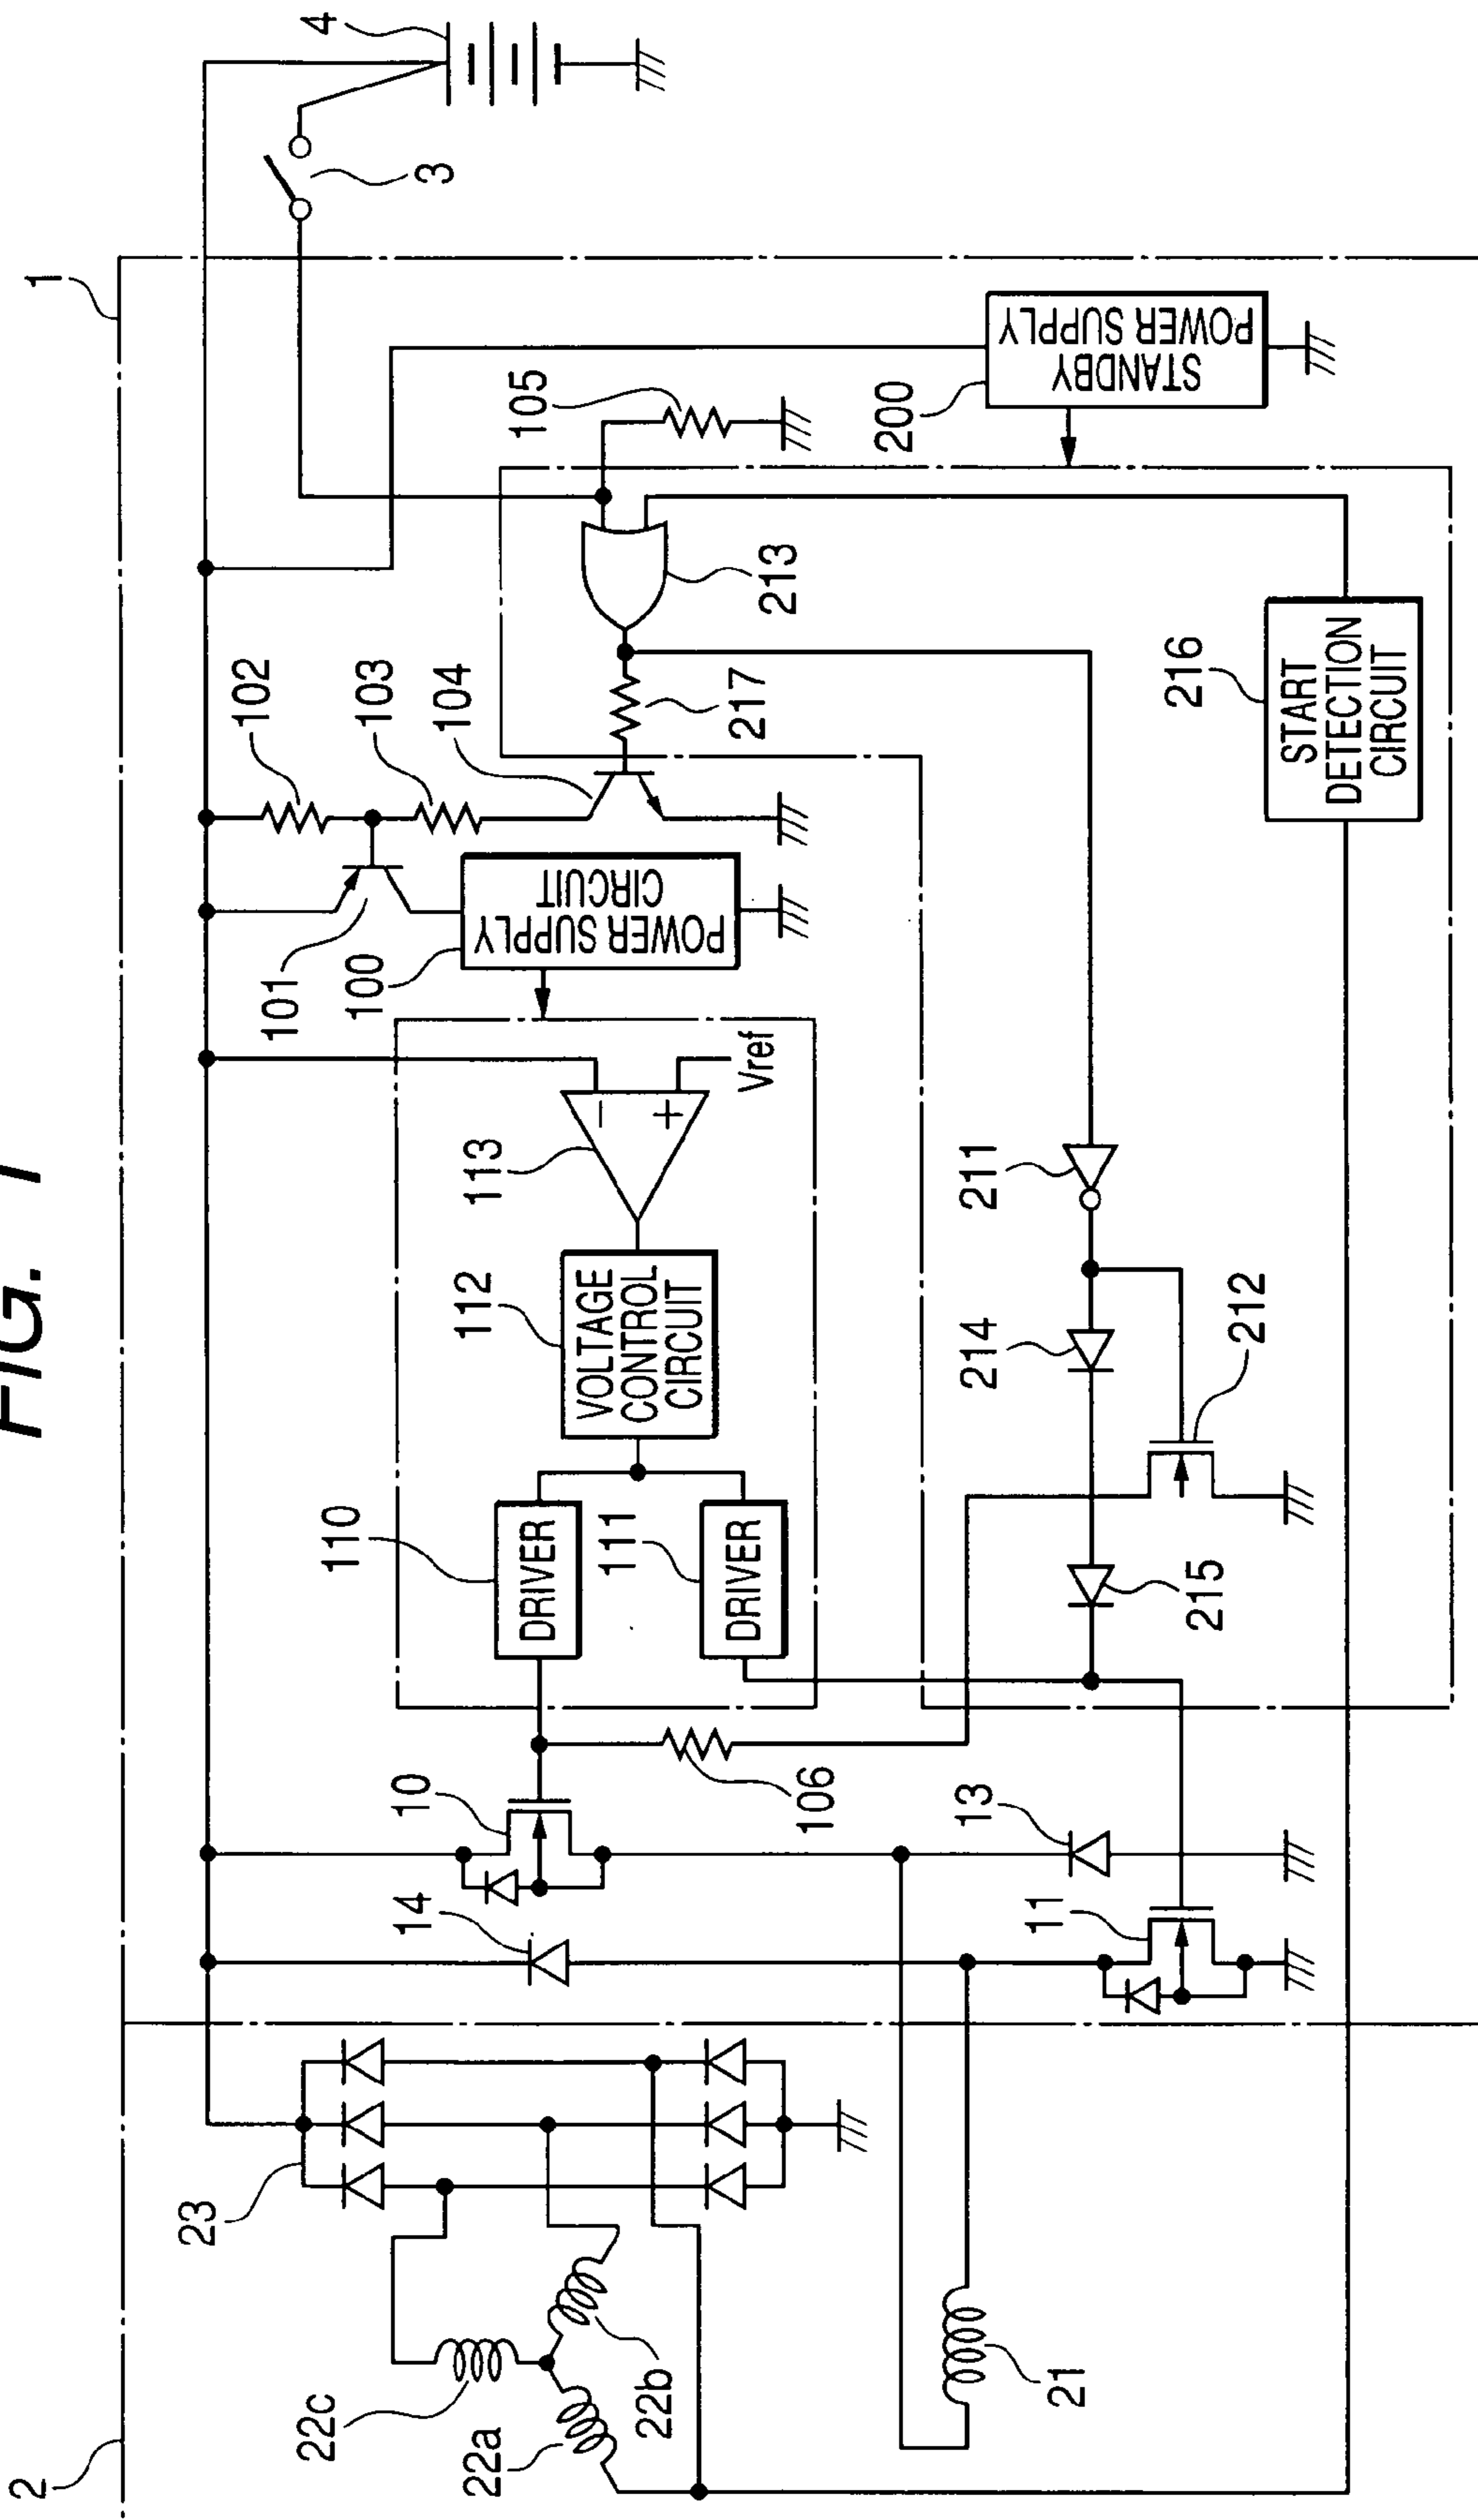 FIG. 1
1
2
3
4
23
22c
22a
22b
21
14
10
106
13
11
110
DRIVER
111
DRIVER
112
VOLTAGE
CONTROL
CIRCUIT
113
−
+
Vref
101
100
POWER SUPPLY
CIRCUIT
102
103
104
105
217
213
200
STANDBY
POWER SUPPLY
211
214
212
215
216
START
DETECTION
CIRCUIT